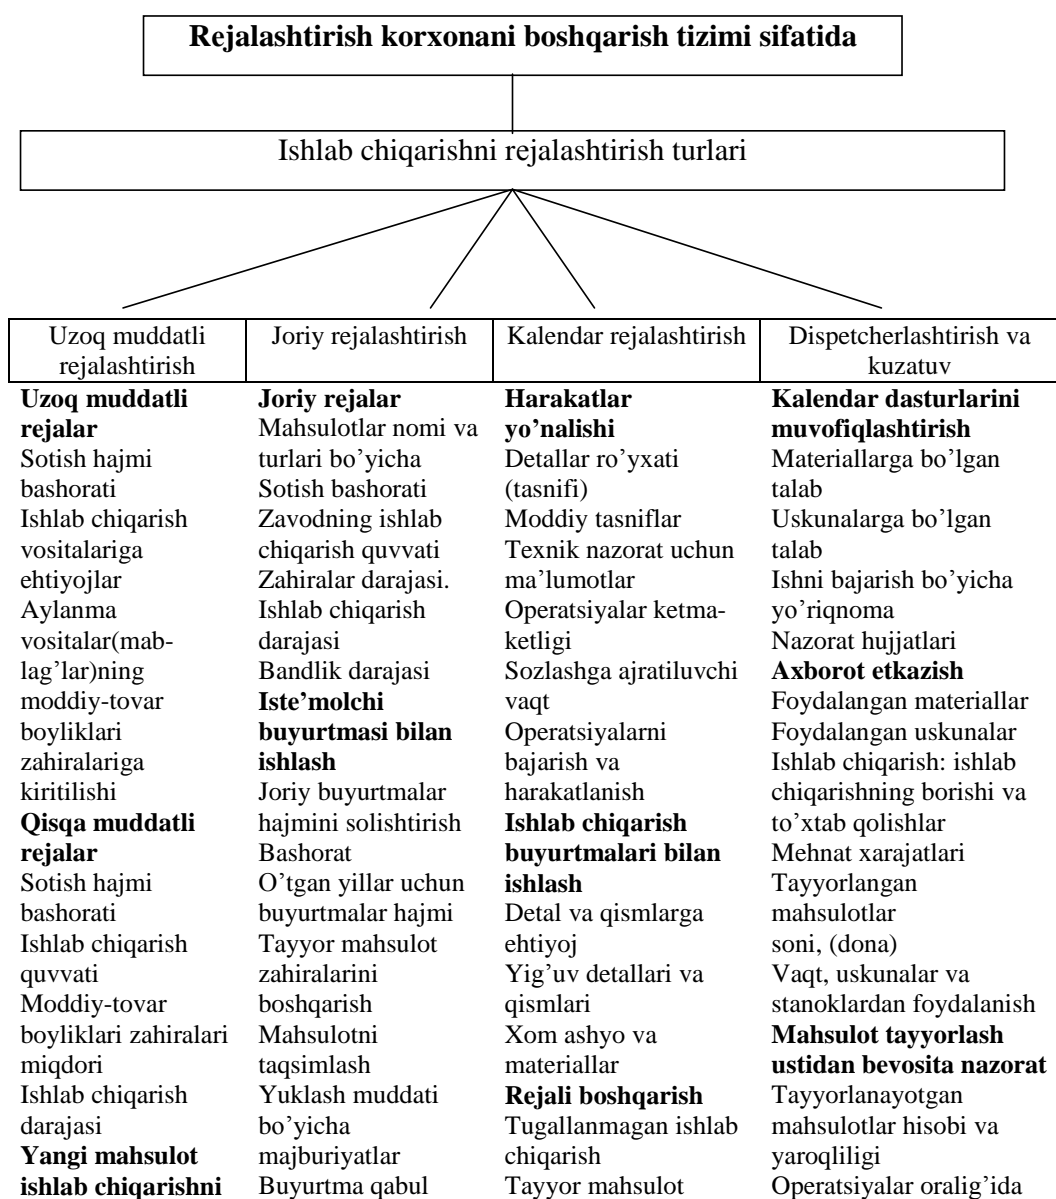 Rejalashtirish korxonani boshqarish tizimi sifatida
Ishlab chiqarishni rejalashtirish turlari
Uzoq muddatli
rejalashtirish
Joriy rejalashtirish
Kalendar rejalashtirish
Dispetcherlashtirish va
kuzatuv
Uzoq muddatli
rejalar
Sotish hajmi
bashorati
Ishlab chiqarish
vositalariga
ehtiyojlar
Aylanma
vositalar(mab-
lag’lar)ning
moddiy-tovar
boyliklari
zahiralariga
kiritilishi
Qisqa muddatli
rejalar
Sotish hajmi
bashorati
Ishlab chiqarish
quvvati
Moddiy-tovar
boyliklari zahiralari
miqdori
Ishlab chiqarish
darajasi
Yangi mahsulot
ishlab chiqarishni
Joriy rejalar
Mahsulotlar nomi va
turlari bo’yicha
Sotish bashorati
Zavodning ishlab
chiqarish quvvati
Zahiralar darajasi.
Ishlab chiqarish
darajasi
Bandlik darajasi
Iste’molchi
buyurtmasi bilan
ishlash
Joriy buyurtmalar
hajmini solishtirish
Bashorat
O’tgan yillar uchun
buyurtmalar hajmi
Tayyor mahsulot
zahiralarini
boshqarish
Mahsulotni
taqsimlash
Yuklash muddati
bo’yicha
majburiyatlar
Buyurtma qabul
Harakatlar
yo’nalishi
Detallar ro’yxati
(tasnifi)
Moddiy tasniflar
Texnik nazorat uchun
ma’lumotlar
Operatsiyalar ketma-
ketligi
Sozlashga ajratiluvchi
vaqt
Operatsiyalarni
bajarish va
harakatlanish
Ishlab chiqarish
buyurtmalari bilan
ishlash
Detal va qismlarga
ehtiyoj
Yig’uv detallari va
qismlari
Xom ashyo va
materiallar
Rejali boshqarish
Tugallanmagan ishlab
chiqarish
Tayyor mahsulot
Kalendar dasturlarini
muvofiqlashtirish
Materiallarga bo’lgan
talab
Uskunalarga bo’lgan
talab
Ishni bajarish bo’yicha
yo’riqnoma
Nazorat hujjatlari
Axborot etkazish
Foydalangan materiallar
Foydalangan uskunalar
Ishlab chiqarish: ishlab
chiqarishning borishi va
to’xtab qolishlar
Mehnat xarajatlari
Tayyorlangan
mahsulotlar
soni, (dona)
Vaqt, uskunalar va
stanoklardan foydalanish
Mahsulot tayyorlash
ustidan bevosita nazorat
Tayyorlanayotgan
mahsulotlar hisobi va
yaroqliligi
Operatsiyalar oralig’ida